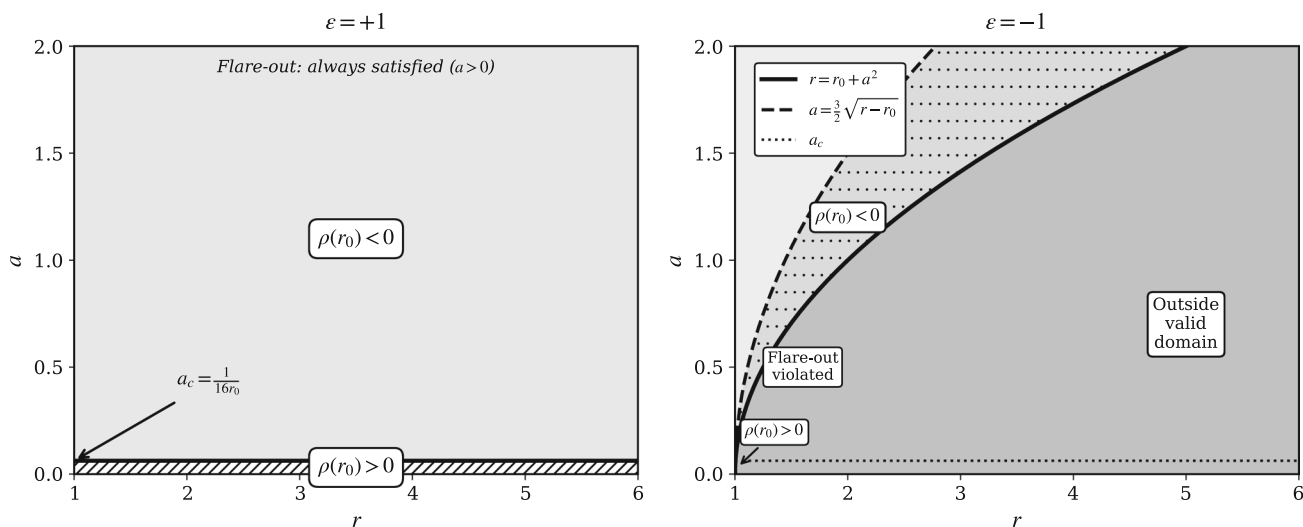 ε = +1
2.0
1.5
1.0
0.5
0.0
a
Flare-out: always satisfied (a > 0)
ρ(r₀) < 0
a_c = 1/(16r₀)
ρ(r₀) > 0
1 2 3 4 5 6
r
ε = −1
2.0
1.5
1.0
0.5
0.0
a
r = r₀ + a²
a = 3/2 √(r − r₀)
a_c
ρ(r₀) < 0
Outside
valid
domain
Flare-out
violated
ρ(r₀) > 0
1 2 3 4 5 6
r